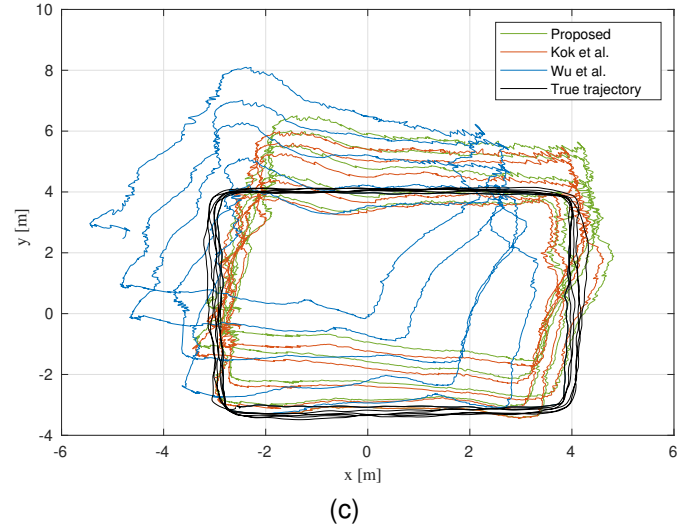 10
8
6
4
2
0
-2
-4
y [m]
Proposed
Kok et al.
Wu et al.
True trajectory
-6 -4 -2 0 2 4 6
x [m]
(c)